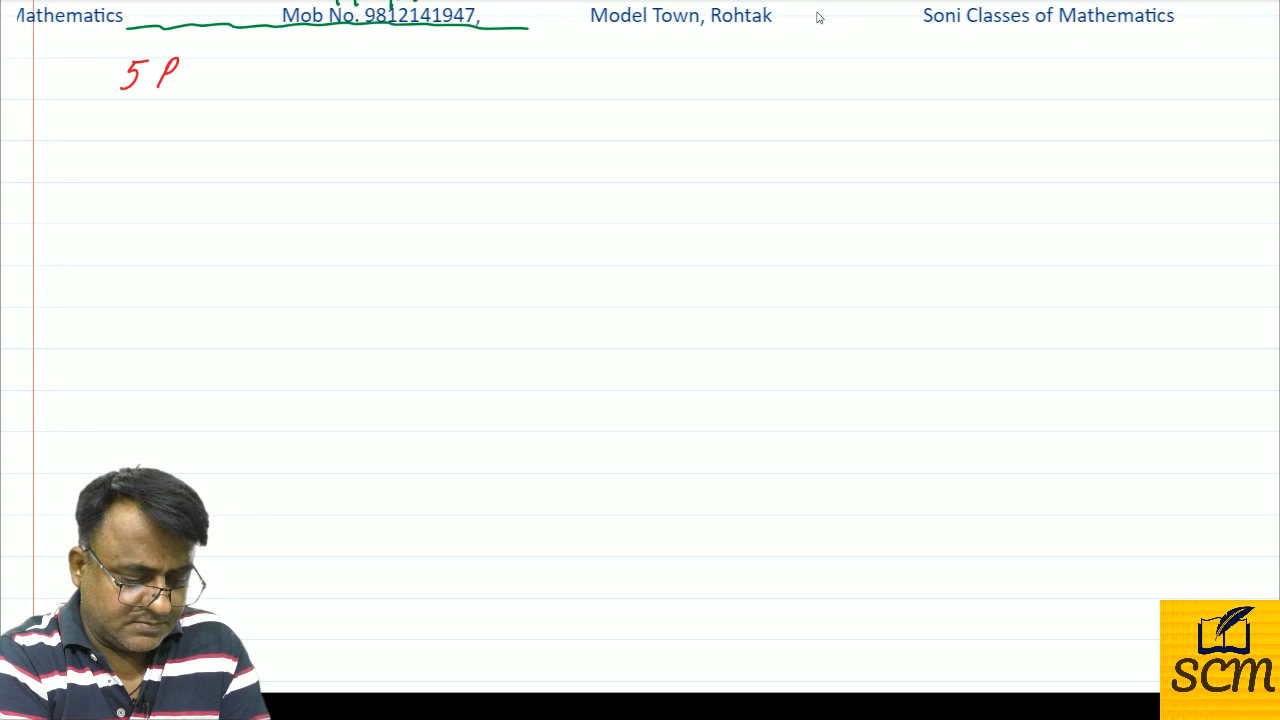 Mathematics Mob No. 9812141947, Model Town, Rohtak Soni Classes of Mathematics
5 P
SCM